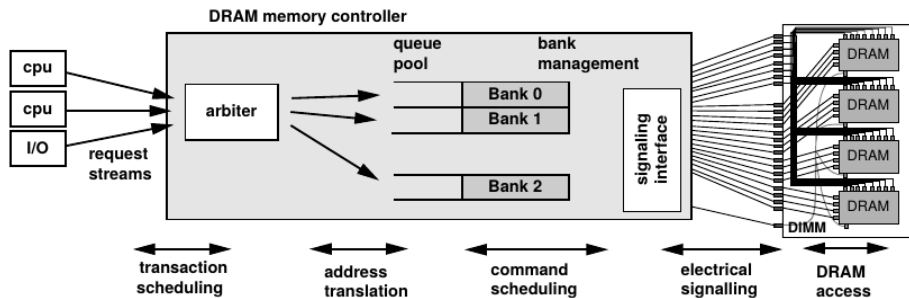 DRAM memory controller
cpu
cpu
I/O
request
streams
arbiter
queue
pool
bank
management
Bank 0
Bank 1
Bank 2
signaling
interface
DRAM
DRAM
DRAM
DRAM
DIMM
transaction
scheduling
address
translation
command
scheduling
electrical
signalling
DRAM
access